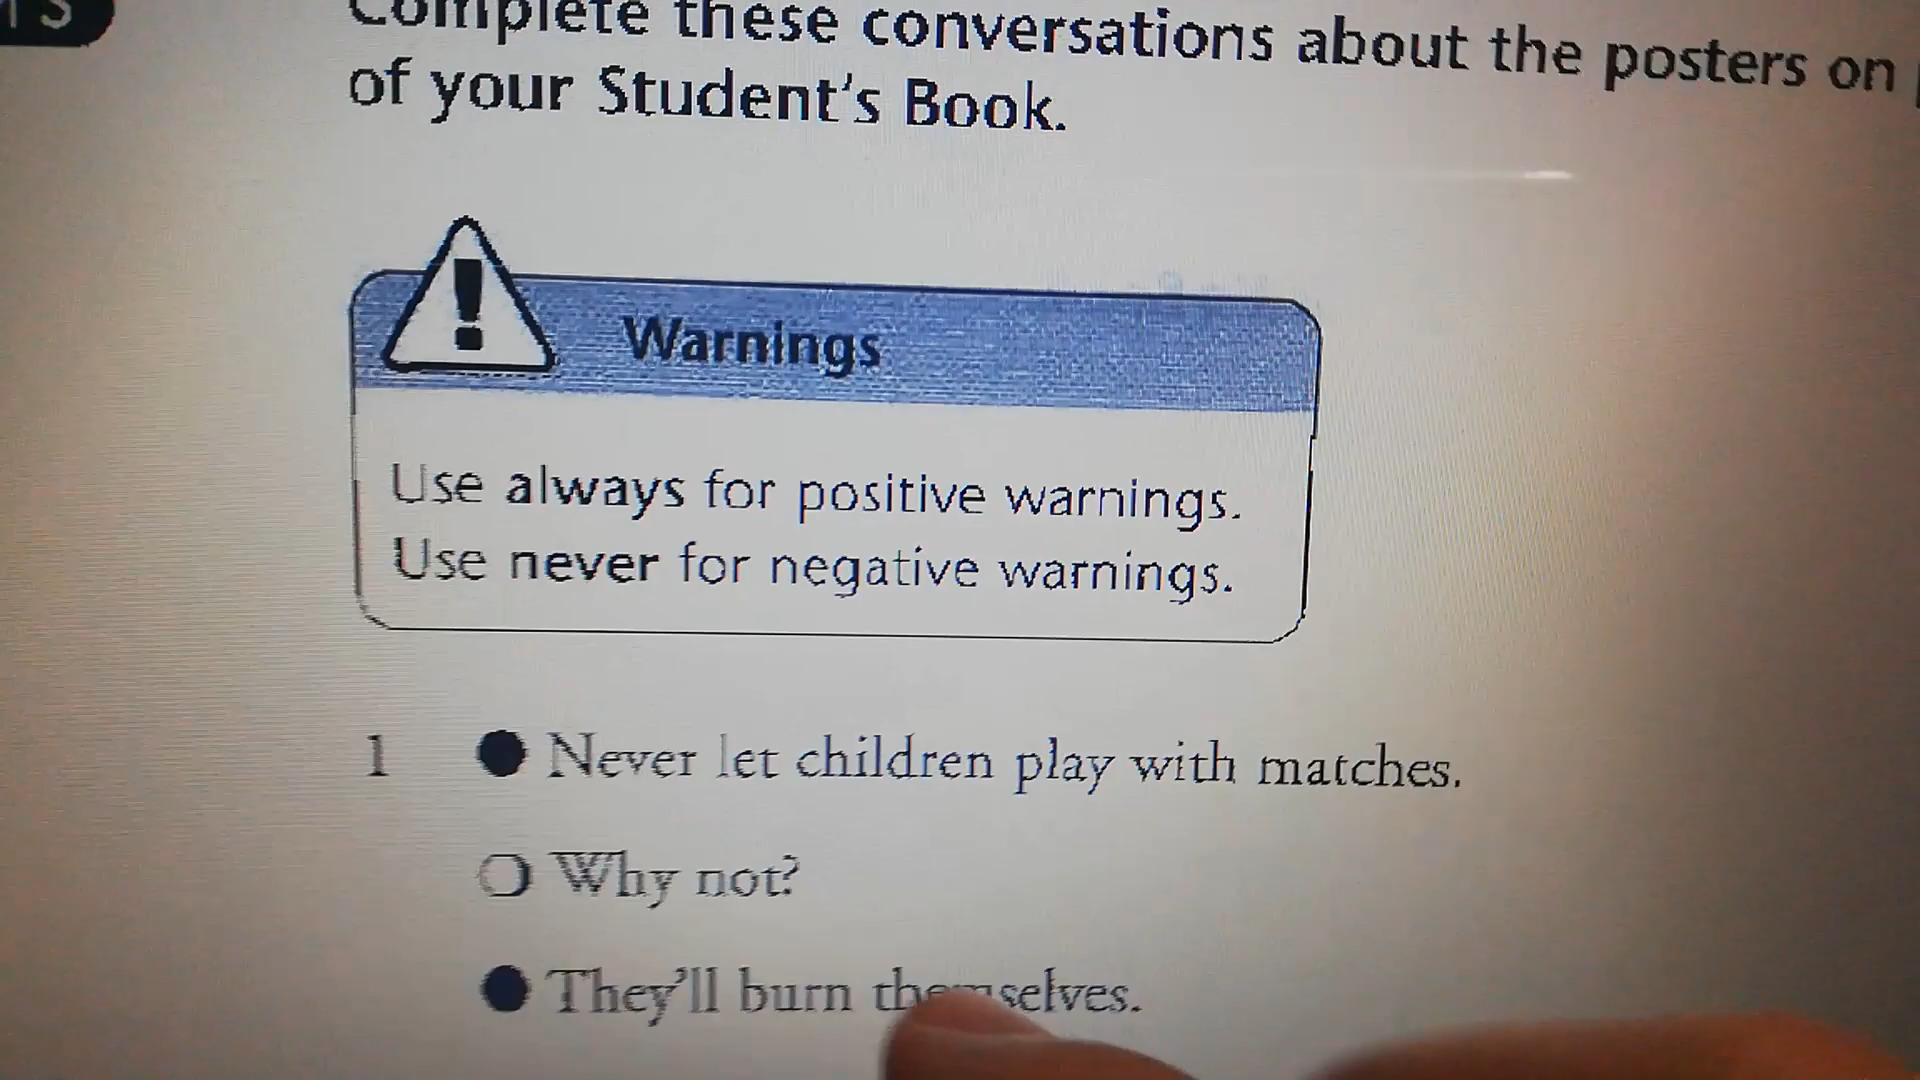 Complete these conversations about the posters on
of your Student's Book.
Warnings
Use always for positive warnings.
Use never for negative warnings.
1 ● Never let children play with matches.
○ Why not?
● They'll burn themselves.